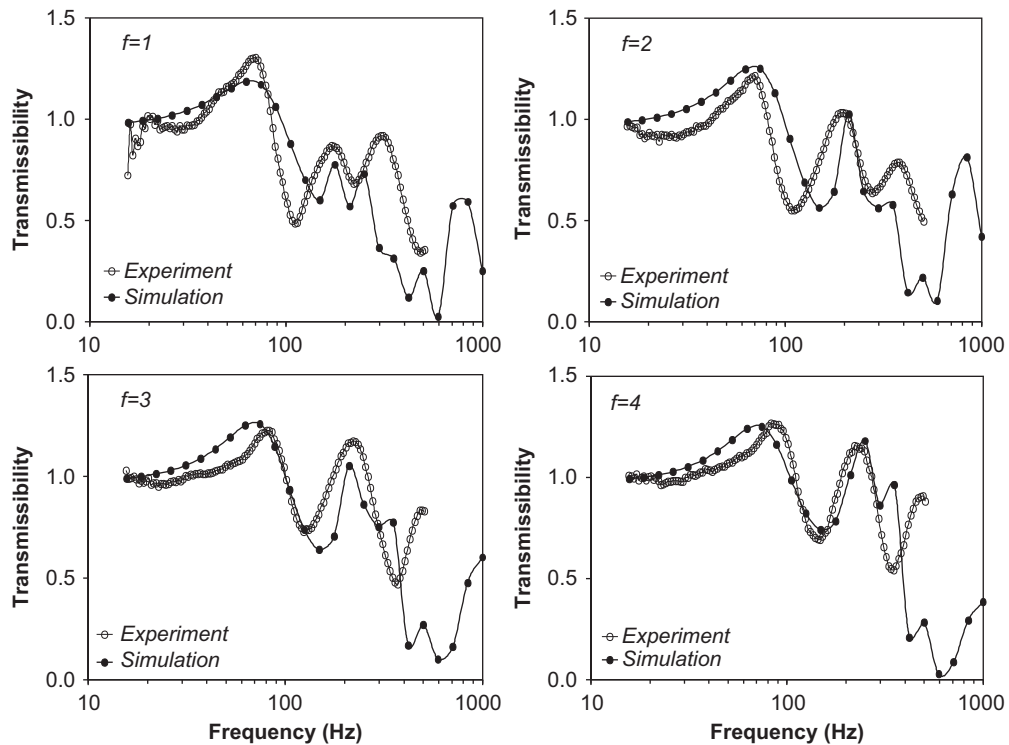 f=1
Transmissibility
1.5
1.0
0.5
0.0
10
100
1000
Experiment
Simulation
f=2
Transmissibility
1.5
1.0
0.5
0.0
10
100
1000
Experiment
Simulation
f=3
Transmissibility
1.5
1.0
0.5
0.0
10
100
1000
Experiment
Simulation
Frequency (Hz)
f=4
Transmissibility
1.5
1.0
0.5
0.0
10
100
1000
Experiment
Simulation
Frequency (Hz)